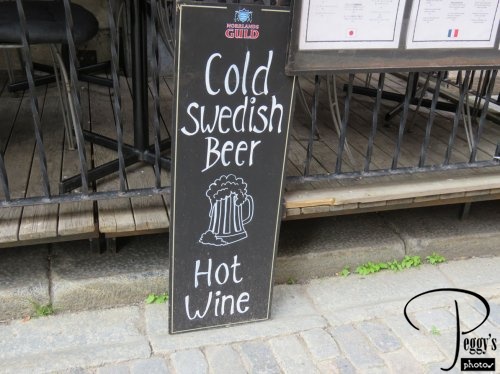 NORRLANDS
GULD
Cold
Swedish
Beer
Hot
Wine
Peggy's
photos